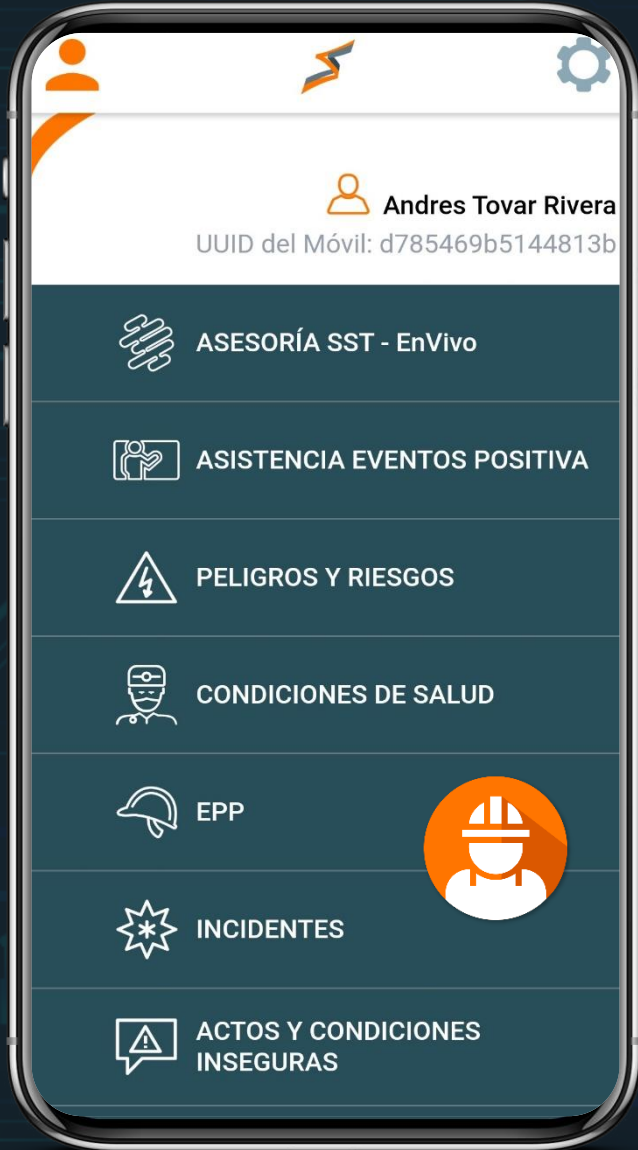 Andres Tovar Rivera
UUID del Móvil: d785469b5144813b
ASESORÍA SST - EnVivo
ASISTENCIA EVENTOS POSITIVA
PELIGROS Y RIESGOS
CONDICIONES DE SALUD
EPP
INCIDENTES
ACTOS Y CONDICIONES
INSEGURAS